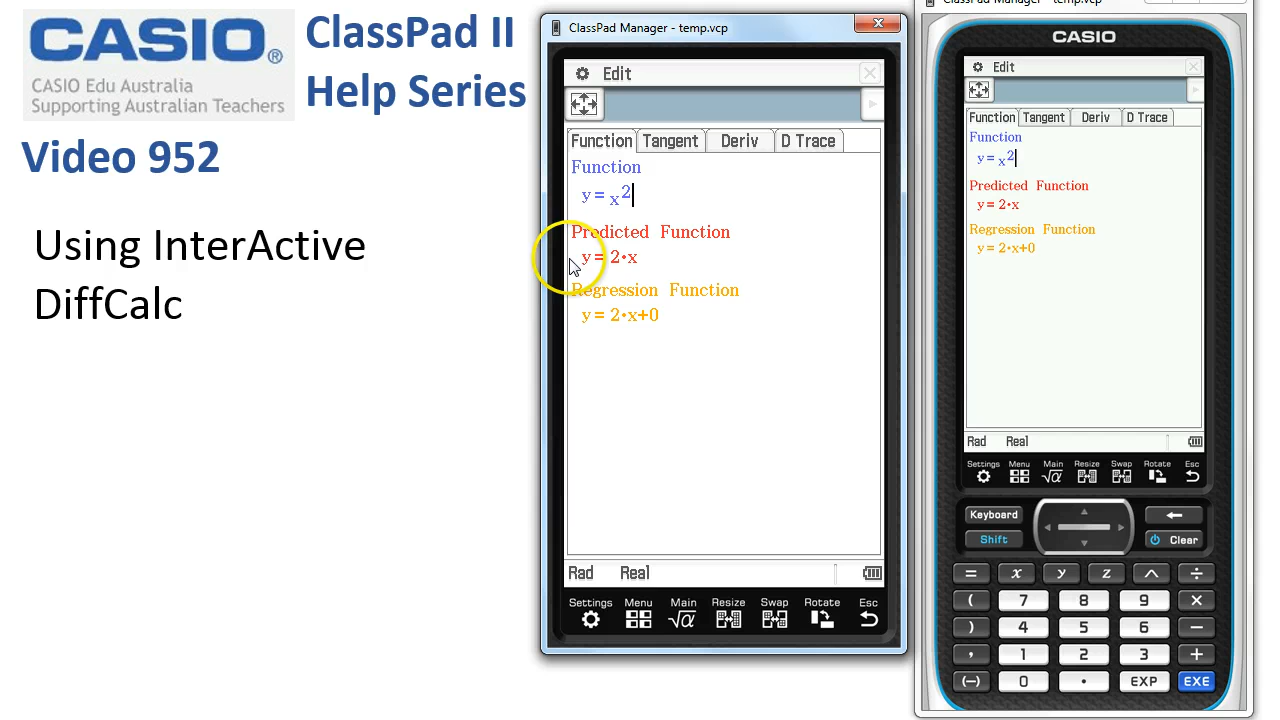 CASIO®
CASIO Edu Australia
Supporting Australian Teachers
ClassPad II
Help Series
Video 952
Using InterActive
DiffCalc
ClassPad Manager - temp.vcp
Edit
Function Tangent Deriv D Trace
Function
y = x2
Predicted Function
y = 2·x
Regression Function
y = 2·x+0
Rad Real
Settings Menu Main Resize Swap Rotate Esc
√α
ClassPad Manager - temp.vcp
CASIO
Edit
Function Tangent Deriv D Trace
Function
y = x2
Predicted Function
y = 2·x
Regression Function
y = 2·x+0
Rad Real
Settings Menu Main Resize Swap Rotate Esc
√α
Keyboard
Shift Clear
= x y z ^ ÷
( 7 8 9 ×
) 4 5 6 −
, 1 2 3 +
(−) 0 · EXP EXE